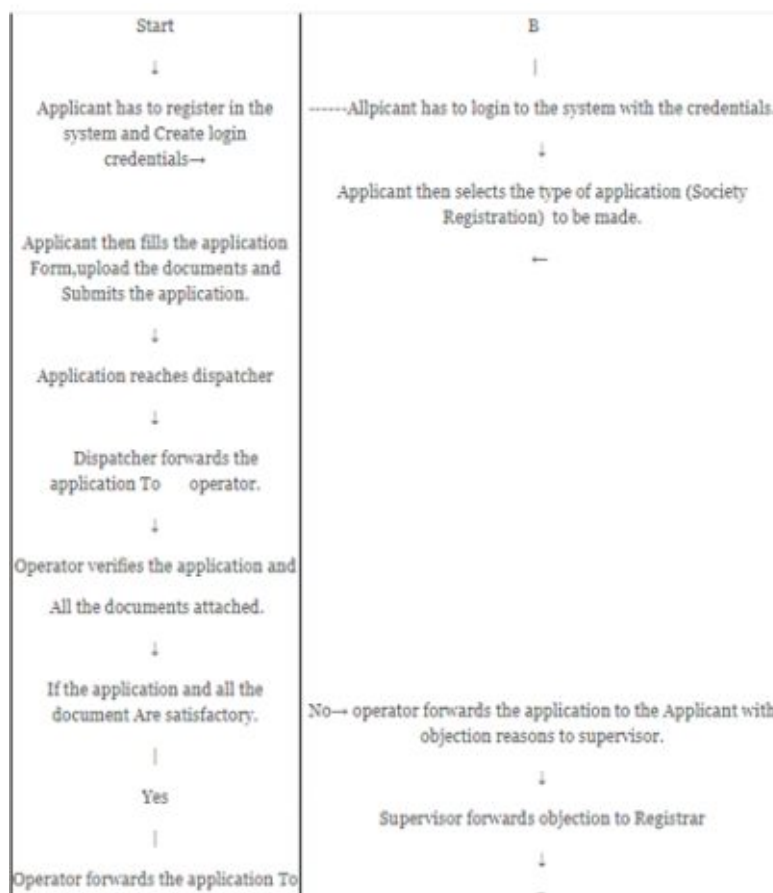 Start
↓
Applicant has to register in the
system and Create login
credentials→
Applicant then fills the application
Form,upload the documents and
Submits the application.
↓
Application reaches dispatcher
↓
Dispatcher forwards the
application To operator.
↓
Operator verifies the application and
All the documents attached.
↓
If the application and all the
document Are satisfactory.
|
Yes
|
Operator forwards the application To
B
|
------Allpicant has to login to the system with the credentials.
↓
Applicant then selects the type of application (Society
Registration) to be made.
←
No→ operator forwards the application to the Applicant with
objection reasons to supervisor.
↓
Supervisor forwards objection to Registrar
↓